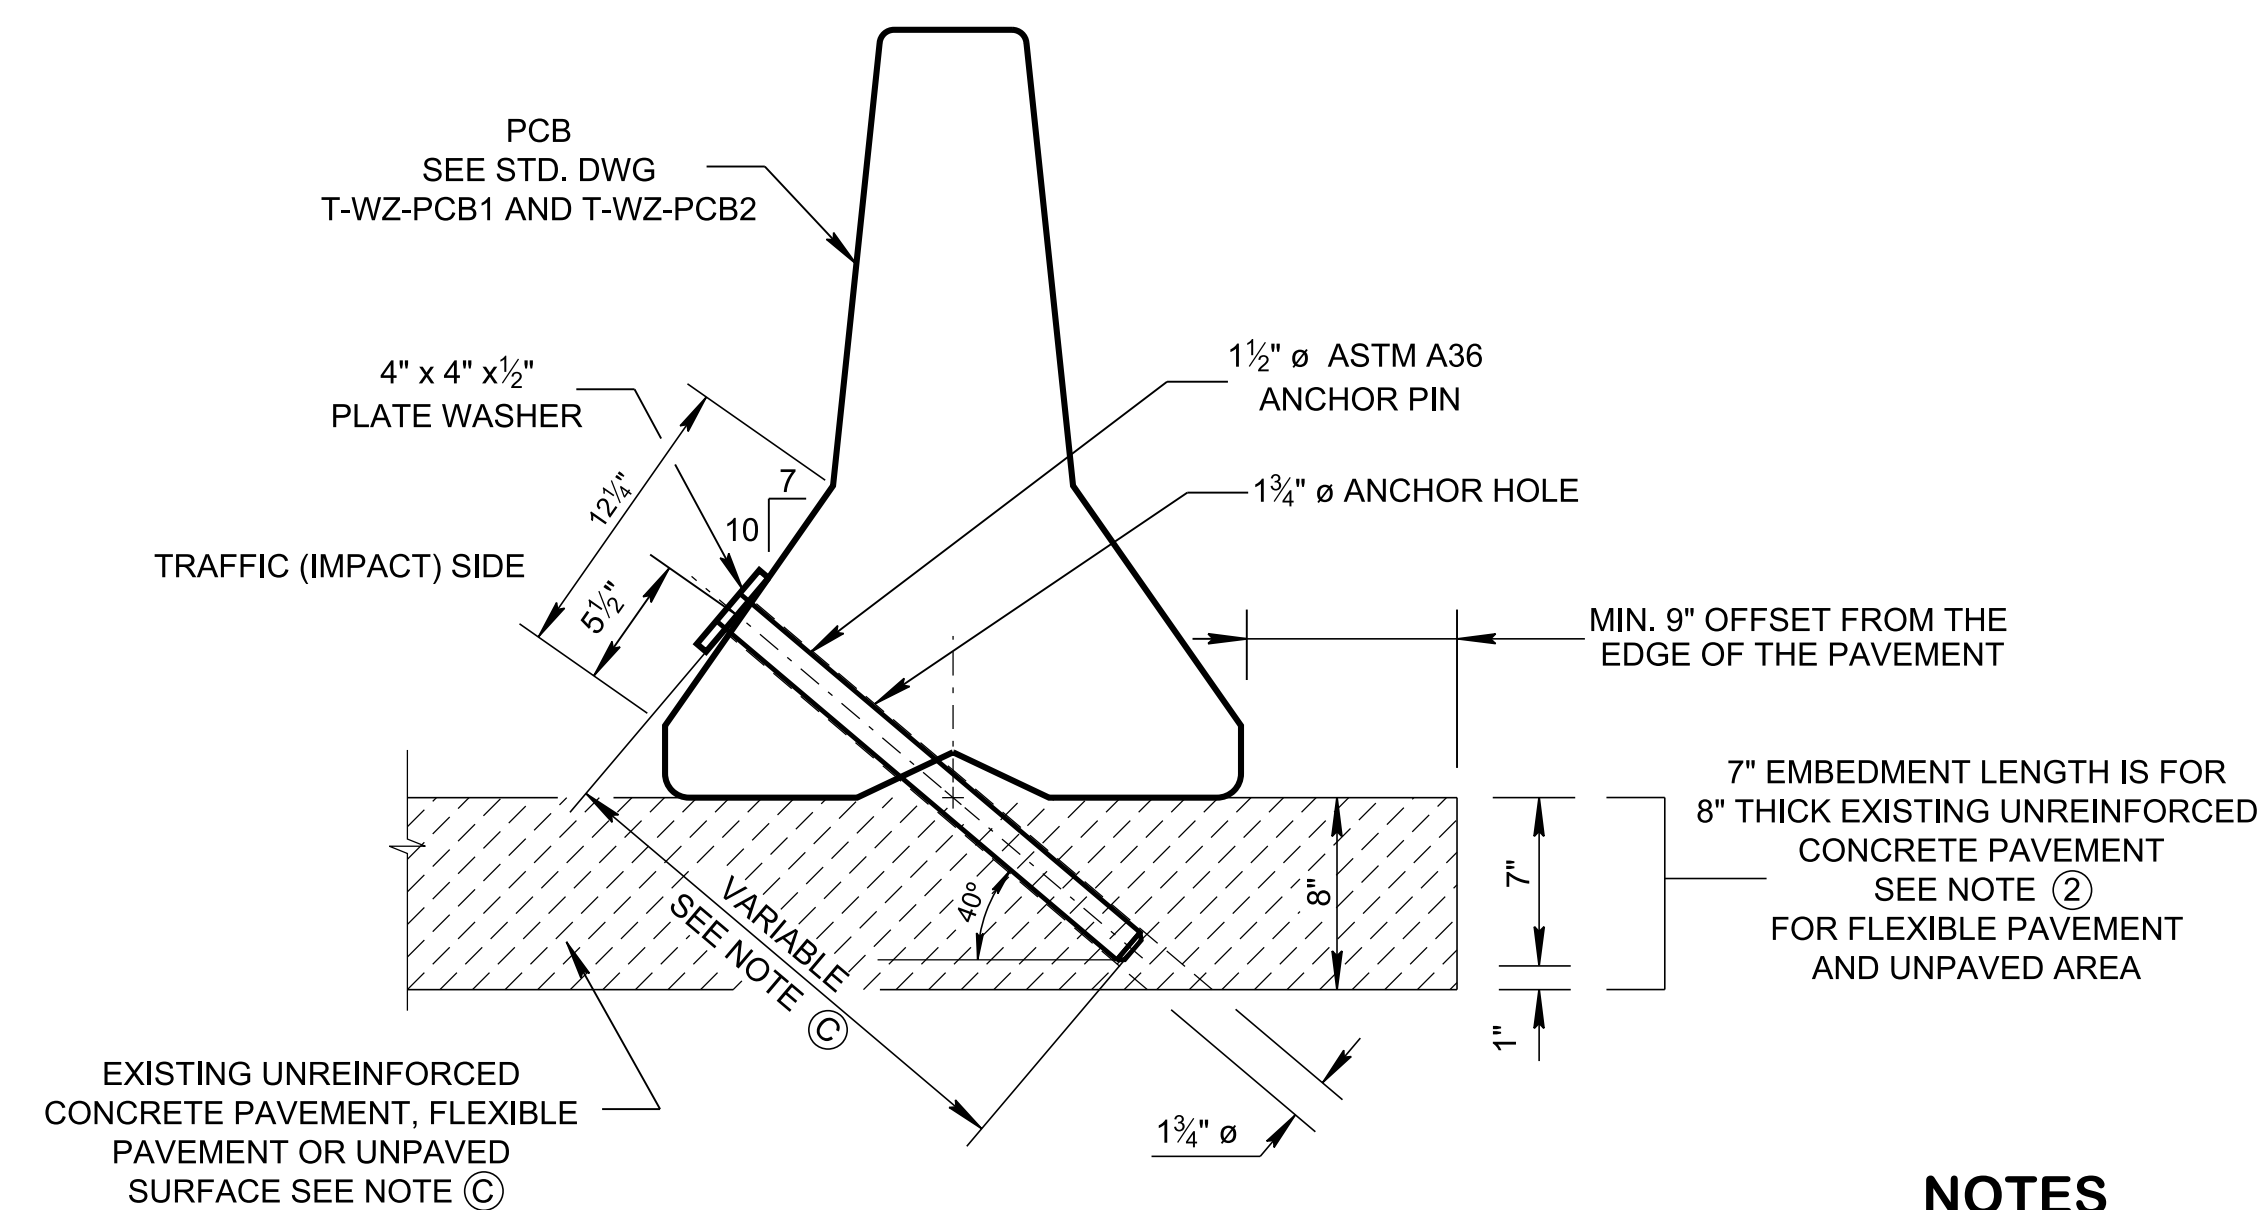 PCB
SEE STD. DWG
T-WZ-PCB1 AND T-WZ-PCB2
4" x 4" x½"
PLATE WASHER
12¼"
7
10
5½"
TRAFFIC (IMPACT) SIDE
1½" ø ASTM A36
ANCHOR PIN
1¾" ø ANCHOR HOLE
MIN. 9" OFFSET FROM THE
EDGE OF THE PAVEMENT
7" EMBEDMENT LENGTH IS FOR
8" THICK EXISTING UNREINFORCED
CONCRETE PAVEMENT
SEE NOTE ②
FOR FLEXIBLE PAVEMENT
AND UNPAVED AREA
40º
8"
7"
1"
VARIABLE
SEE NOTE Ⓒ
1¾" ø
EXISTING UNREINFORCED
CONCRETE PAVEMENT, FLEXIBLE
PAVEMENT OR UNPAVED
SURFACE SEE NOTE Ⓒ
NOTES